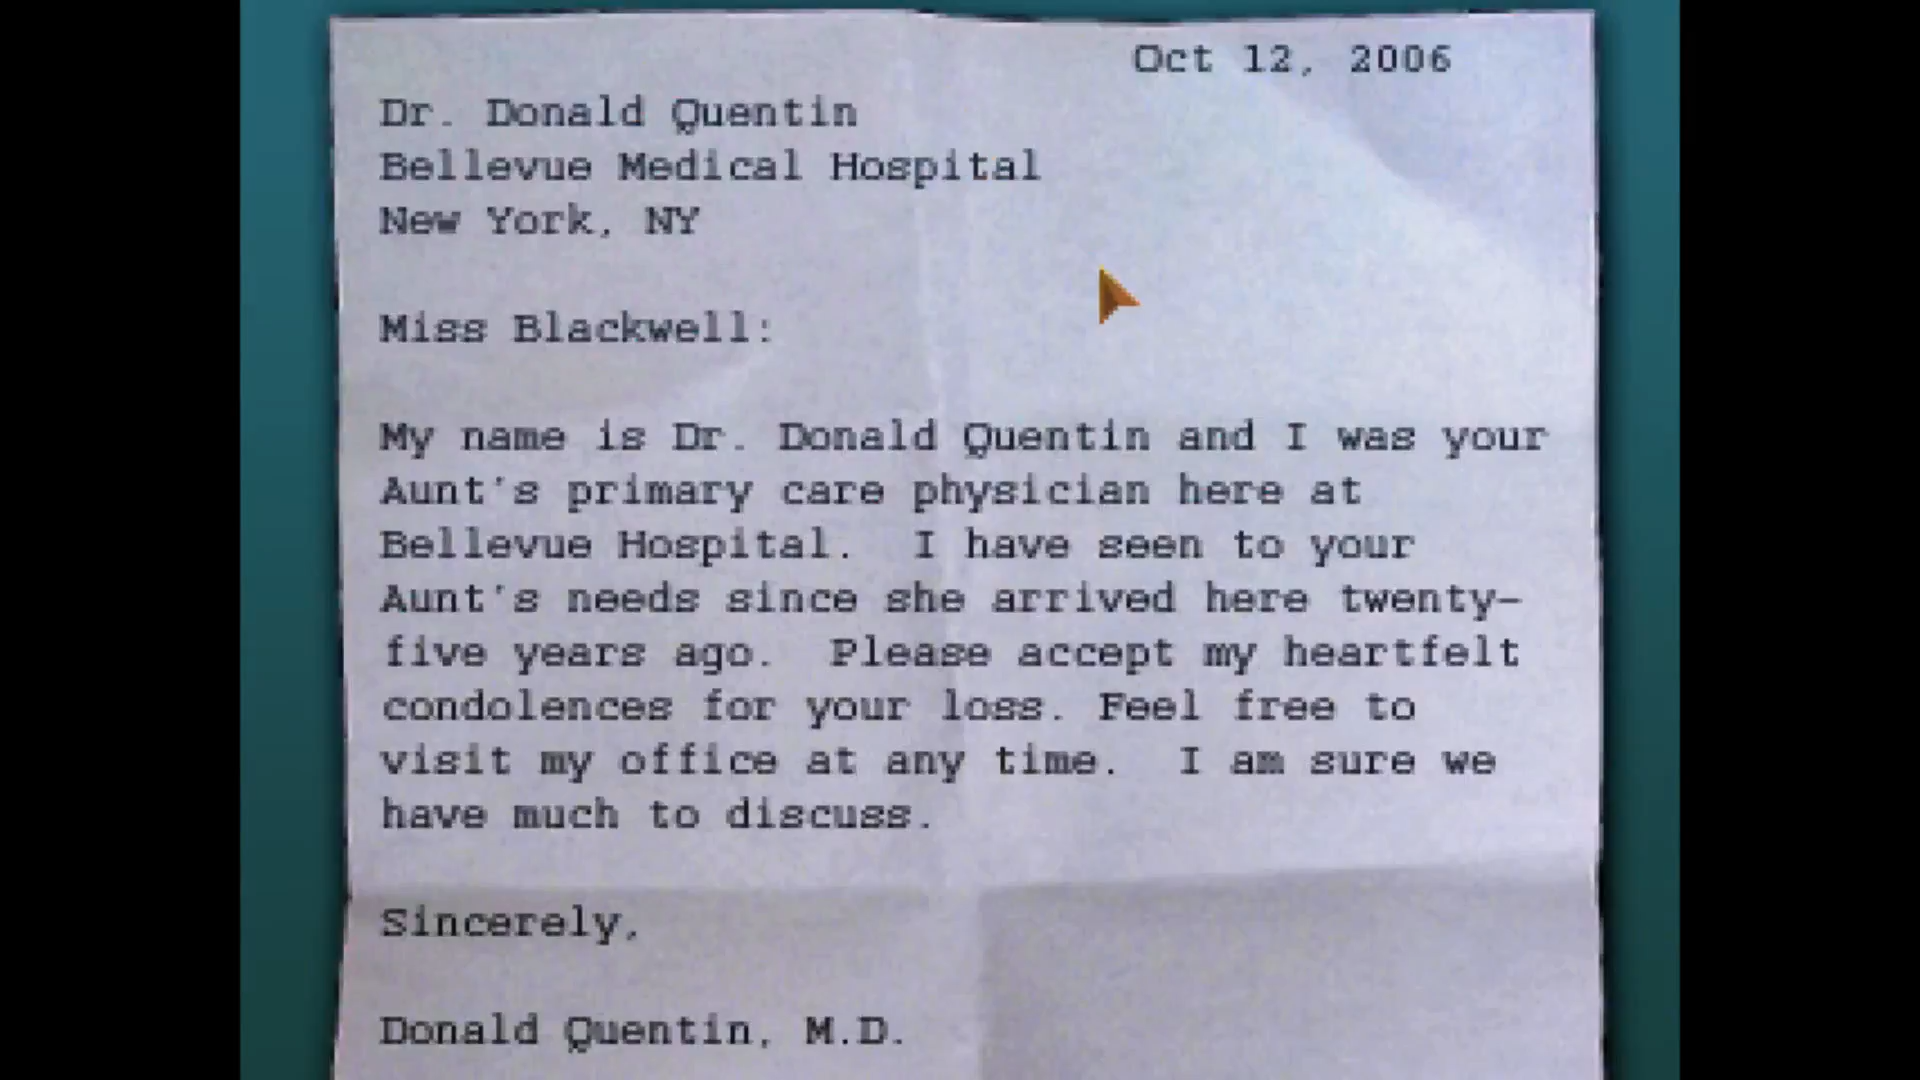 Oct 12, 2006
Dr. Donald Quentin
Bellevue Medical Hospital
New York, NY
Miss Blackwell:
My name is Dr. Donald Quentin and I was your
Aunt's primary care physician here at
Bellevue Hospital.  I have seen to your
Aunt's needs since she arrived here twenty-
five years ago.  Please accept my heartfelt
condolences for your loss. Feel free to
visit my office at any time.  I am sure we
have much to discuss.
Sincerely,
Donald Quentin, M.D.